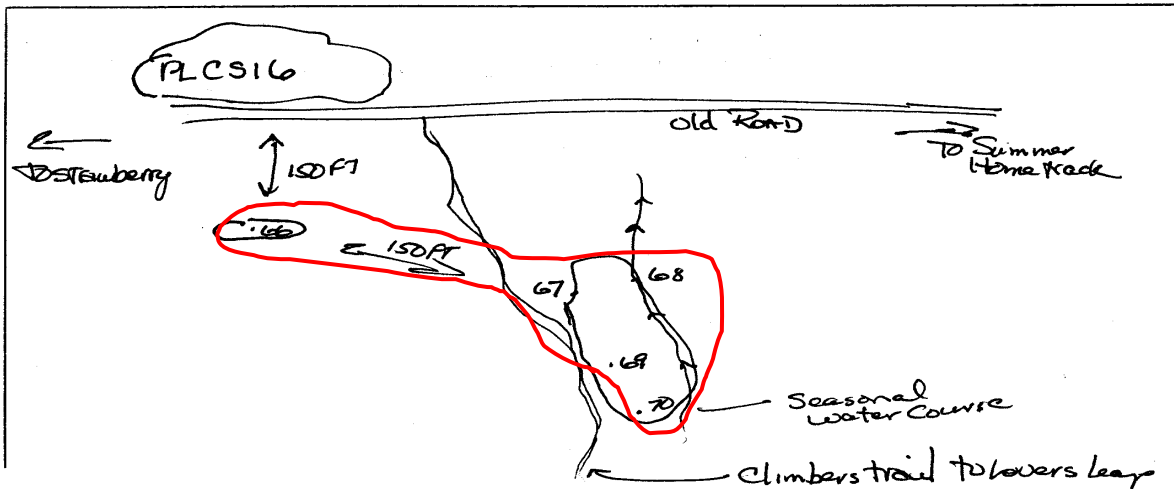 PLCS16
Old ROAD
To Strawberry
150 FT
To Summer
Home Track
.66
150 FT
67
68
.69
.70
Seasonal
water course
Climbers trail to lovers leap